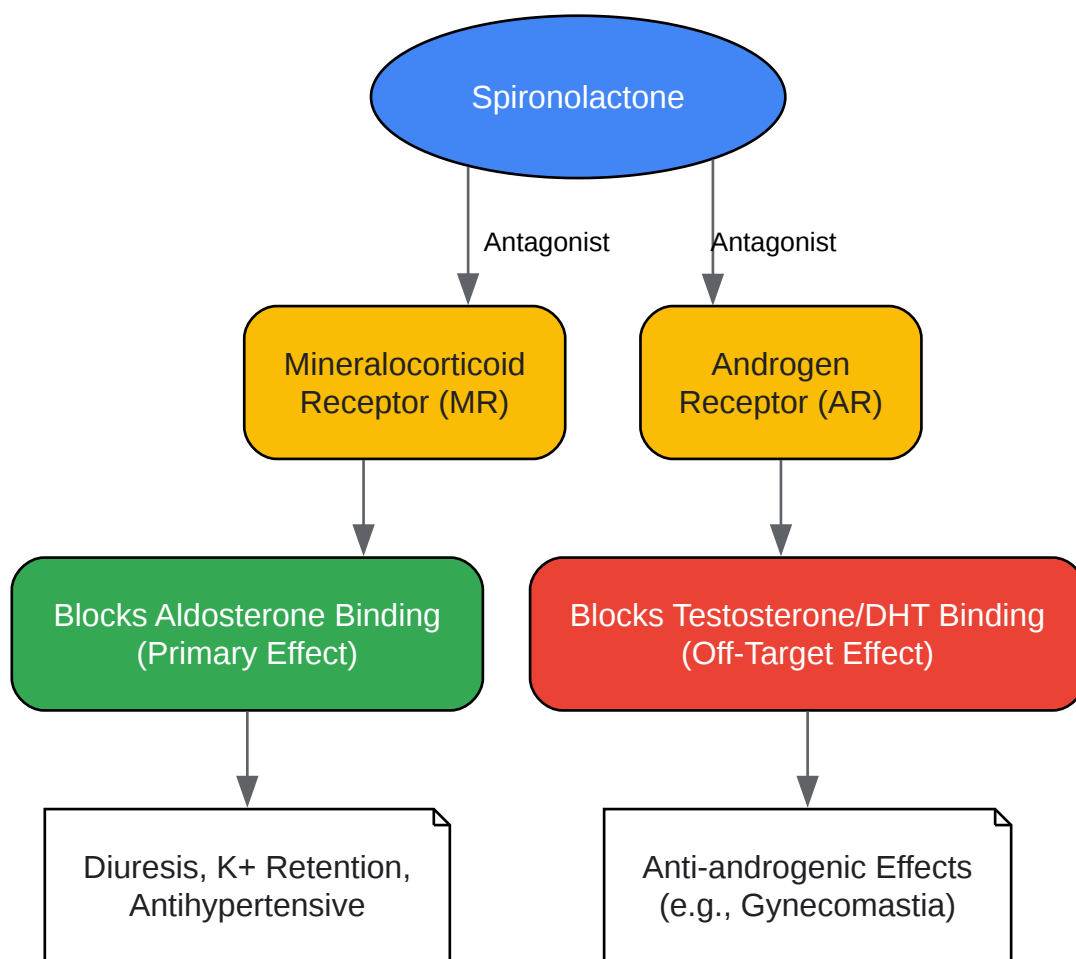 Spironolactone
Antagonist
Antagonist
Mineralocorticoid
Receptor (MR)
Androgen
Receptor (AR)
Blocks Aldosterone Binding
(Primary Effect)
Blocks Testosterone/DHT Binding
(Off-Target Effect)
Diuresis, K+ Retention,
Antihypertensive
Anti-androgenic Effects
(e.g., Gynecomastia)